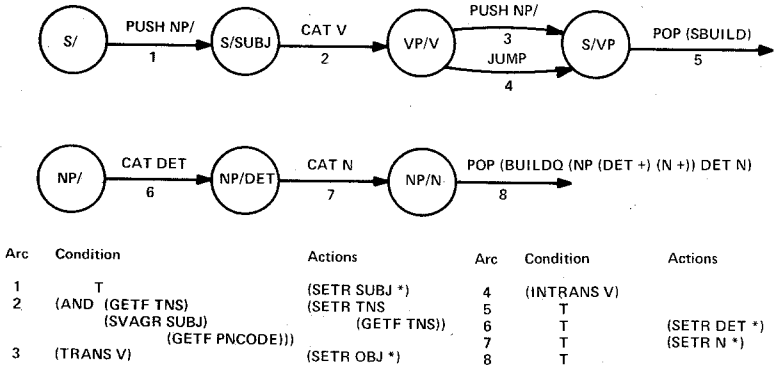 PUSH NP/ CAT V PUSH NP/ POP (SBUILD)
S/ 1 S/SUBJ 2 VP/V 3 S/VP 5
JUMP
4
CAT DET CAT N POP (BUILDQ (NP (DET +) (N +)) DET N)
NP/ 6 NP/DET 7 NP/N 8
Arc Condition Actions Arc Condition Actions
1 T (SETR SUBJ *) 4 (INTRANS V)
2 (AND (GETF TNS) (SETR TNS 5 T
(SVAGR SUBJ) (GETF TNS)) 6 T (SETR DET *)
(GETF PNCODE))) 7 T (SETR N *)
3 (TRANS V) (SETR OBJ *) 8 T